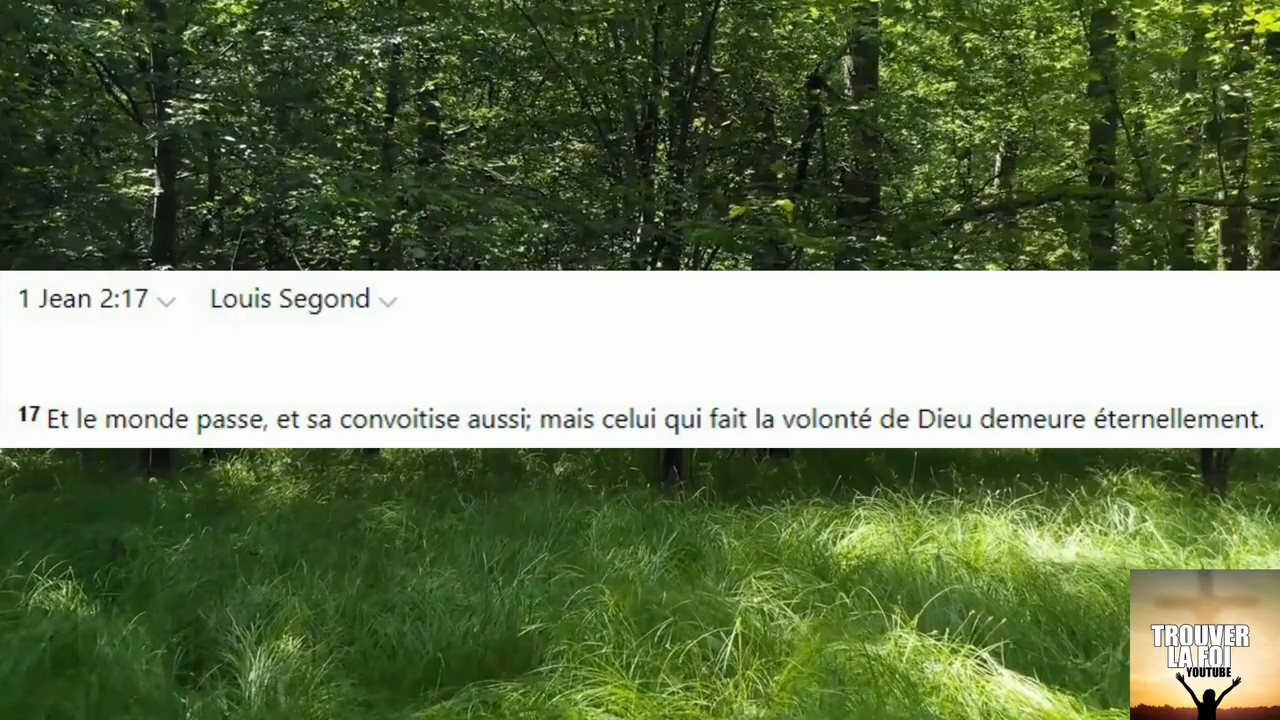 1 Jean 2:17 Louis Segond
17 Et le monde passe, et sa convoitise aussi; mais celui qui fait la volonté de Dieu demeure éternellement.
TROUVER
LA FOI
YOUTUBE